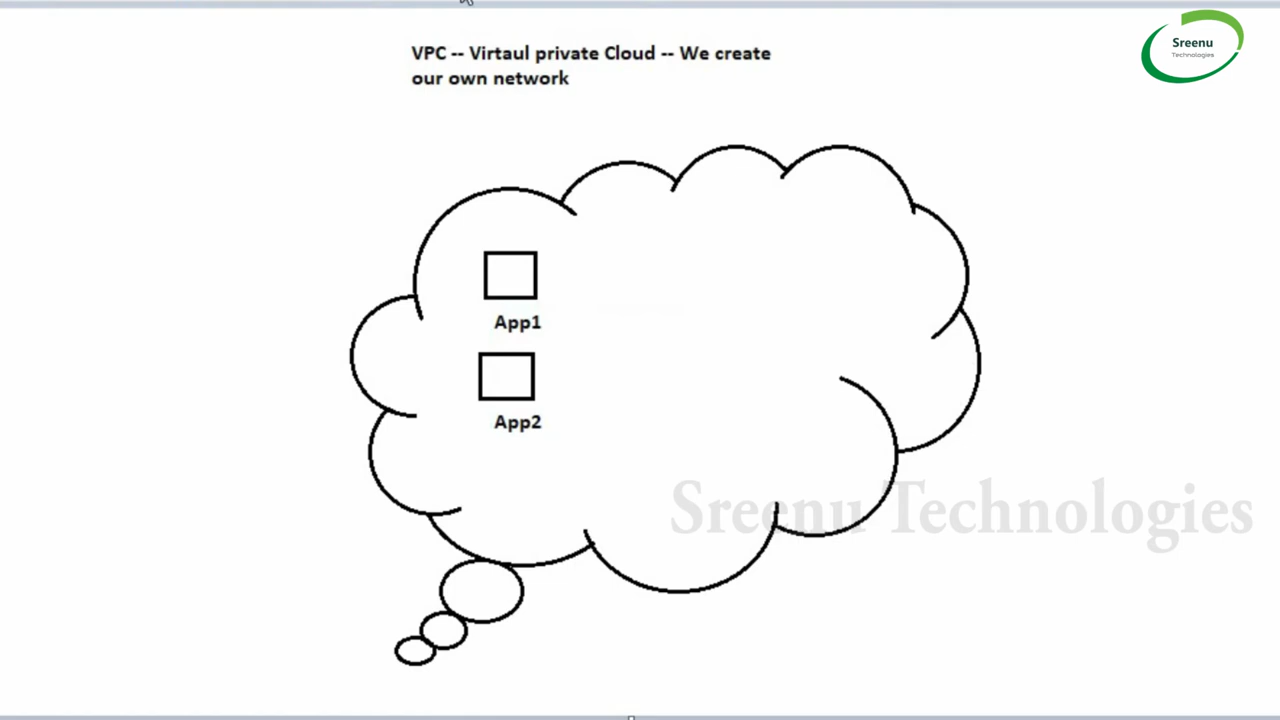 VPC -- Virtaul private Cloud -- We create
our own network
Sreenu
Technologies
App1
App2
Sreenu Technologies